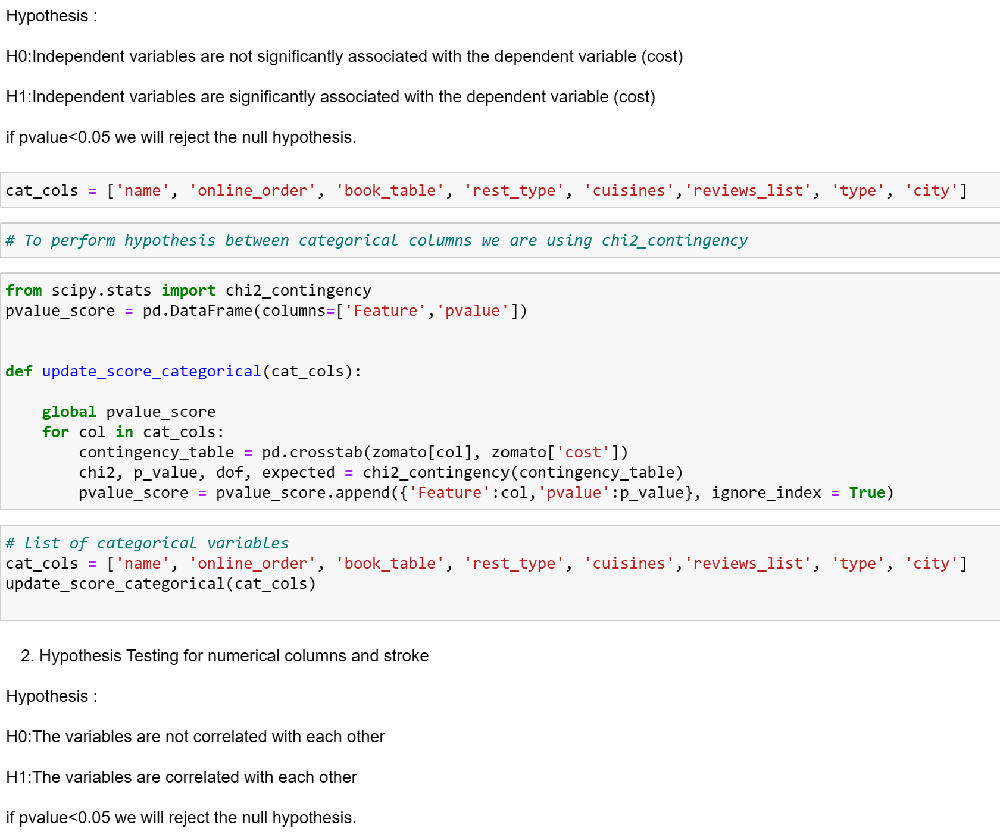 Hypothesis :
H0:Independent variables are not significantly associated with the dependent variable (cost)
H1:Independent variables are significantly associated with the dependent variable (cost)
if pvalue<0.05 we will reject the null hypothesis.
cat_cols = ['name', 'online_order', 'book_table', 'rest_type', 'cuisines','reviews_list', 'type', 'city']
# To perform hypothesis between categorical columns we are using chi2_contingency
from scipy.stats import chi2_contingency
pvalue_score = pd.DataFrame(columns=['Feature','pvalue'])
def update_score_categorical(cat_cols):
    global pvalue_score
    for col in cat_cols:
        contingency_table = pd.crosstab(zomato[col], zomato['cost'])
        chi2, p_value, dof, expected = chi2_contingency(contingency_table)
        pvalue_score = pvalue_score.append({'Feature':col,'pvalue':p_value}, ignore_index = True)
# list of categorical variables
cat_cols = ['name', 'online_order', 'book_table', 'rest_type', 'cuisines','reviews_list', 'type', 'city']
update_score_categorical(cat_cols)
2. Hypothesis Testing for numerical columns and stroke
Hypothesis :
H0:The variables are not correlated with each other
H1:The variables are correlated with each other
if pvalue<0.05 we will reject the null hypothesis.